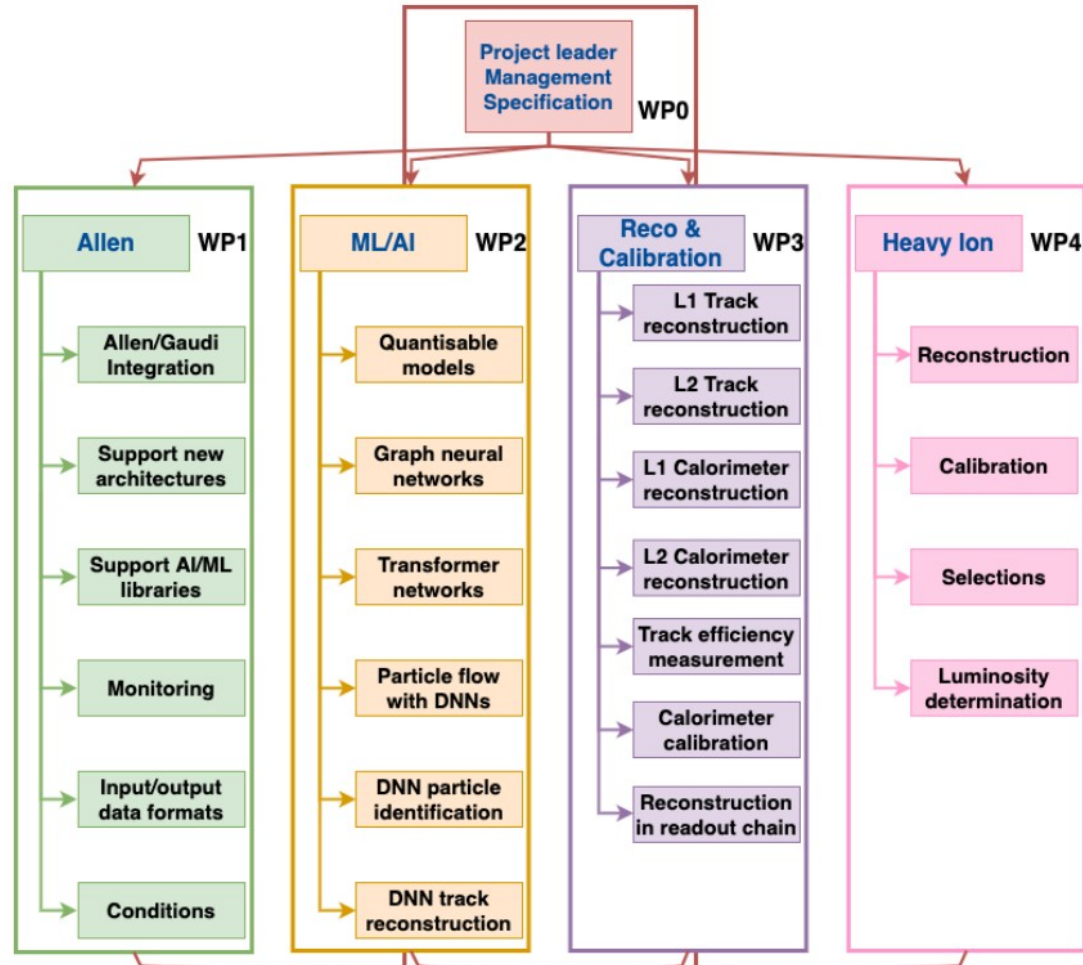 Project leader
Management
Specification
WP0
Allen
WP1
Allen/Gaudi
Integration
Support new
architectures
Support AI/ML
libraries
Monitoring
Input/output
data formats
Conditions
ML/AI
WP2
Quantisable
models
Graph neural
networks
Transformer
networks
Particle flow
with DNNs
DNN particle
identification
DNN track
reconstruction
Reco &
Calibration
WP3
L1 Track
reconstruction
L2 Track
reconstruction
L1 Calorimeter
reconstruction
L2 Calorimeter
reconstruction
Track efficiency
measurement
Calorimeter
calibration
Reconstruction
in readout chain
Heavy Ion
WP4
Reconstruction
Calibration
Selections
Luminosity
determination